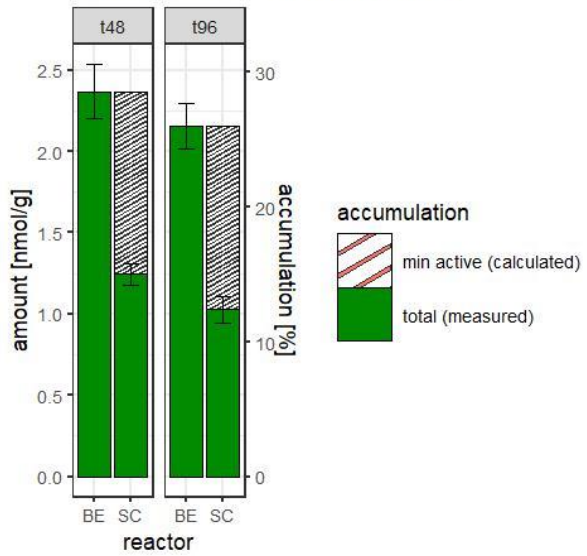 t48 t96
2.5
2.0
1.5
1.0
0.5
0.0
amount [nmol/g]
30
20
10
0
accumulation [%]
BE SC BE SC
reactor
accumulation
min active (calculated)
total (measured)